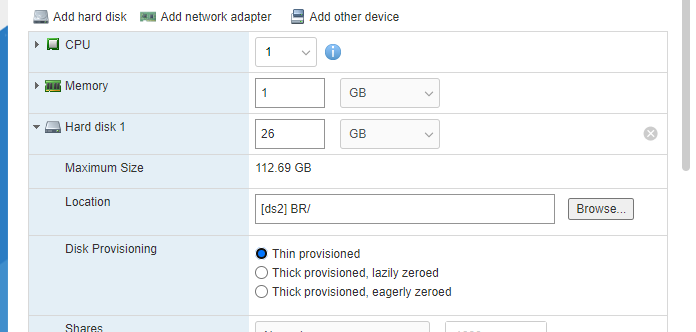 Add hard disk Add network adapter Add other device
CPU 1
Memory 1 GB
Hard disk 1 26 GB
Maximum Size 112.69 GB
Location [ds2] BR/ Browse...
Disk Provisioning Thin provisioned
Thick provisioned, lazily zeroed
Thick provisioned, eagerly zeroed
Shares